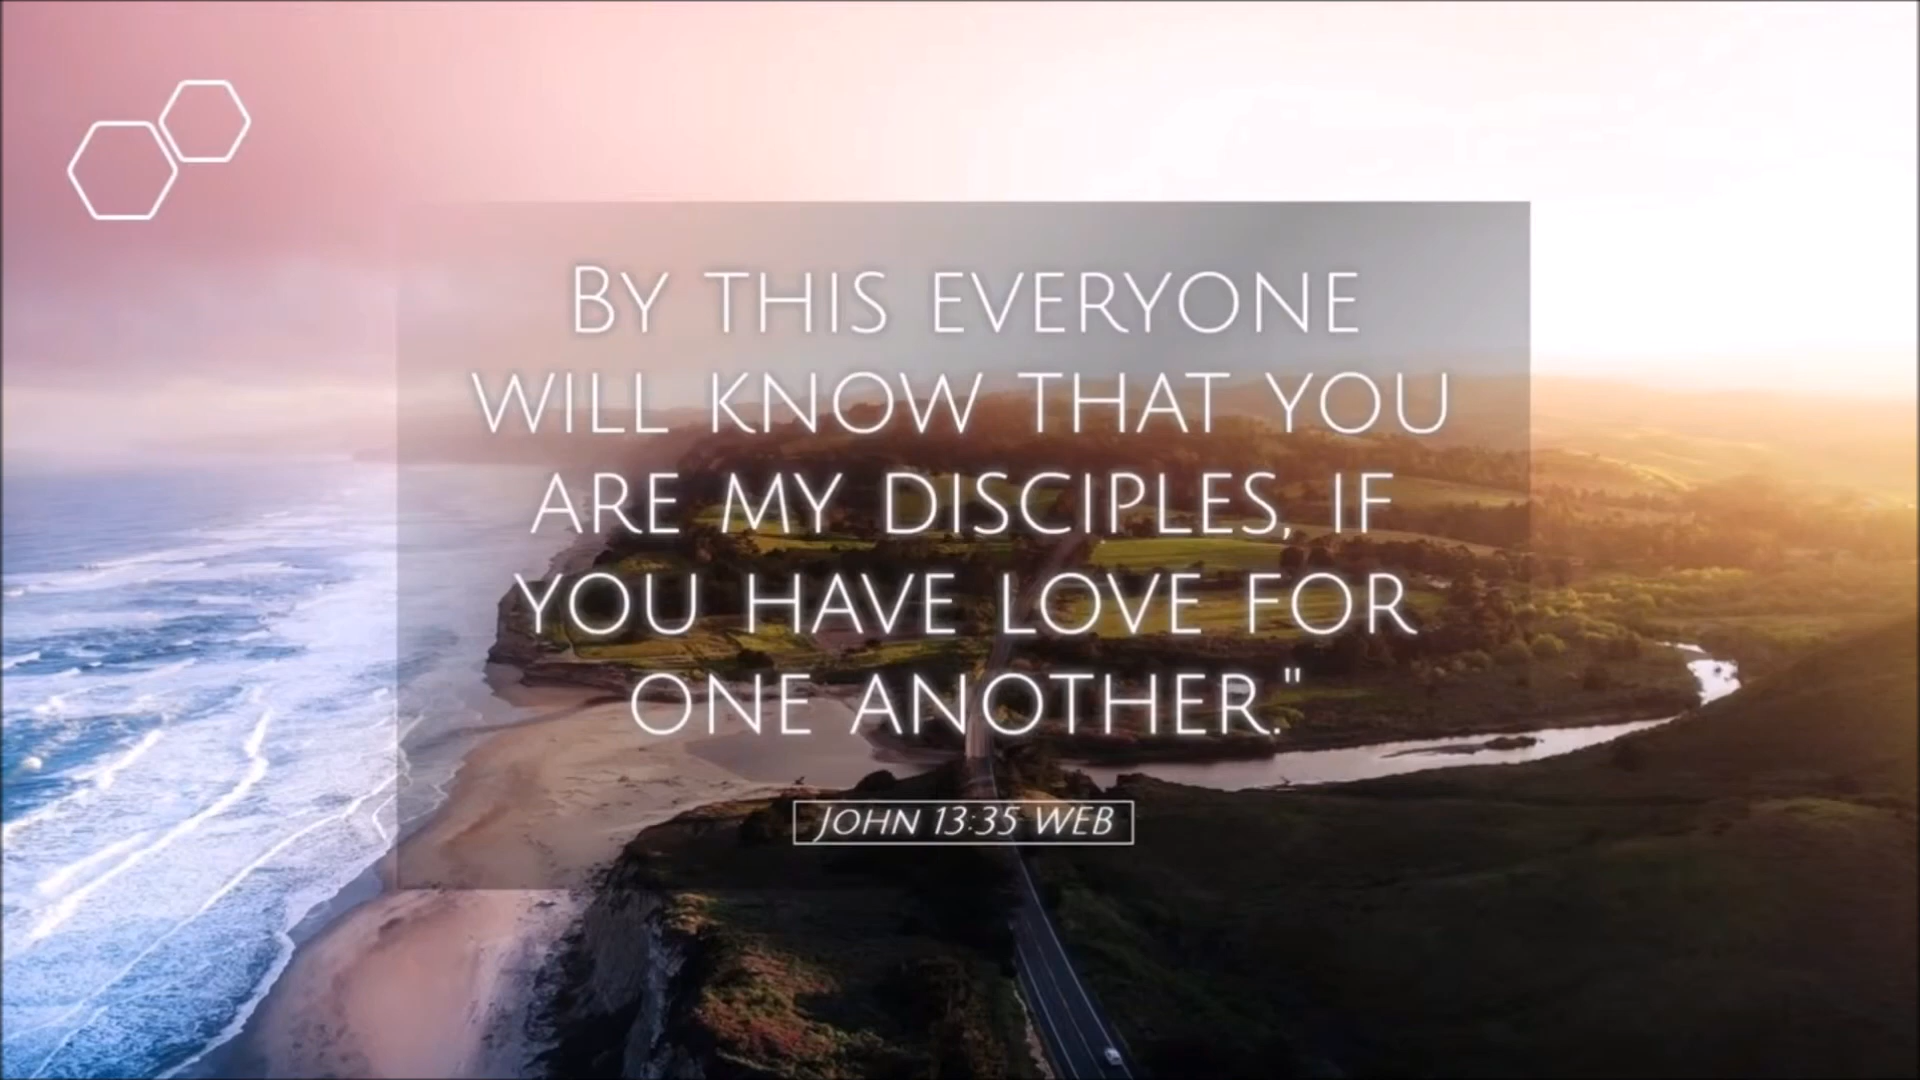 By this everyone
will know that you
are my disciples, if
you have love for
one another."
John 13:35 WEB